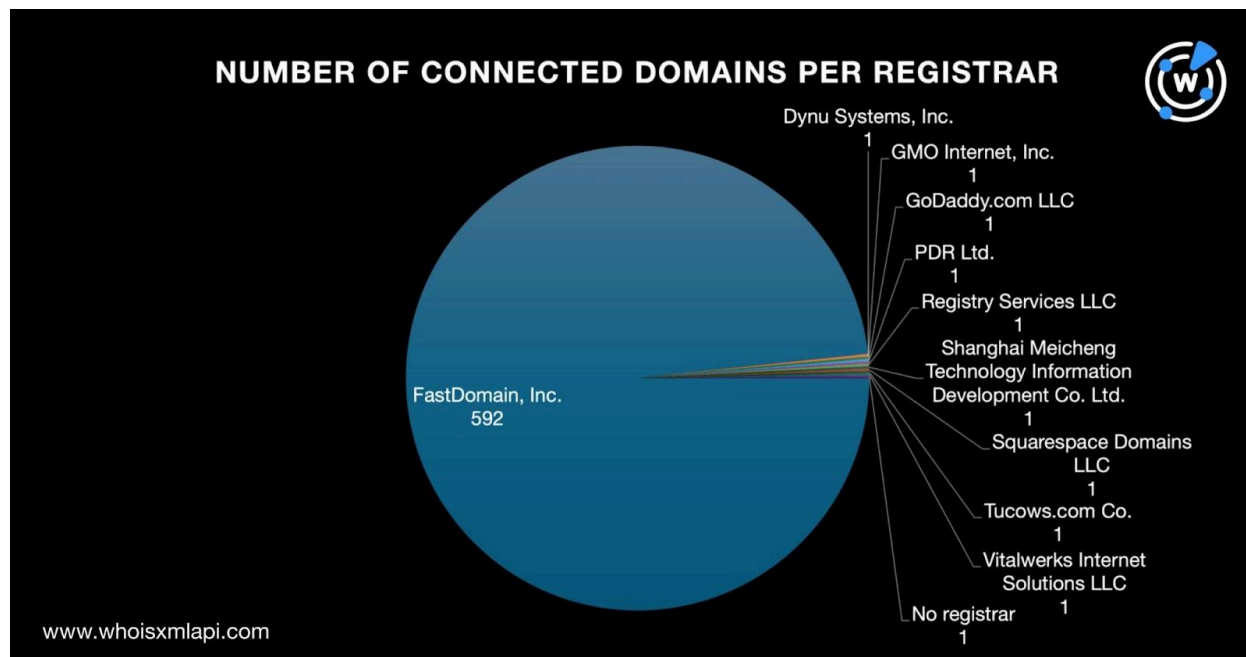 NUMBER OF CONNECTED DOMAINS PER REGISTRAR
W
Dynu Systems, Inc.
1
GMO Internet, Inc.
1
GoDaddy.com LLC
1
PDR Ltd.
1
Registry Services LLC
1
Shanghai Meicheng
Technology Information
Development Co. Ltd.
1
Squarespace Domains
LLC
1
Tucows.com Co.
1
Vitalwerks Internet
Solutions LLC
1
No registrar
1
FastDomain, Inc.
592
www.whoisxmlapi.com